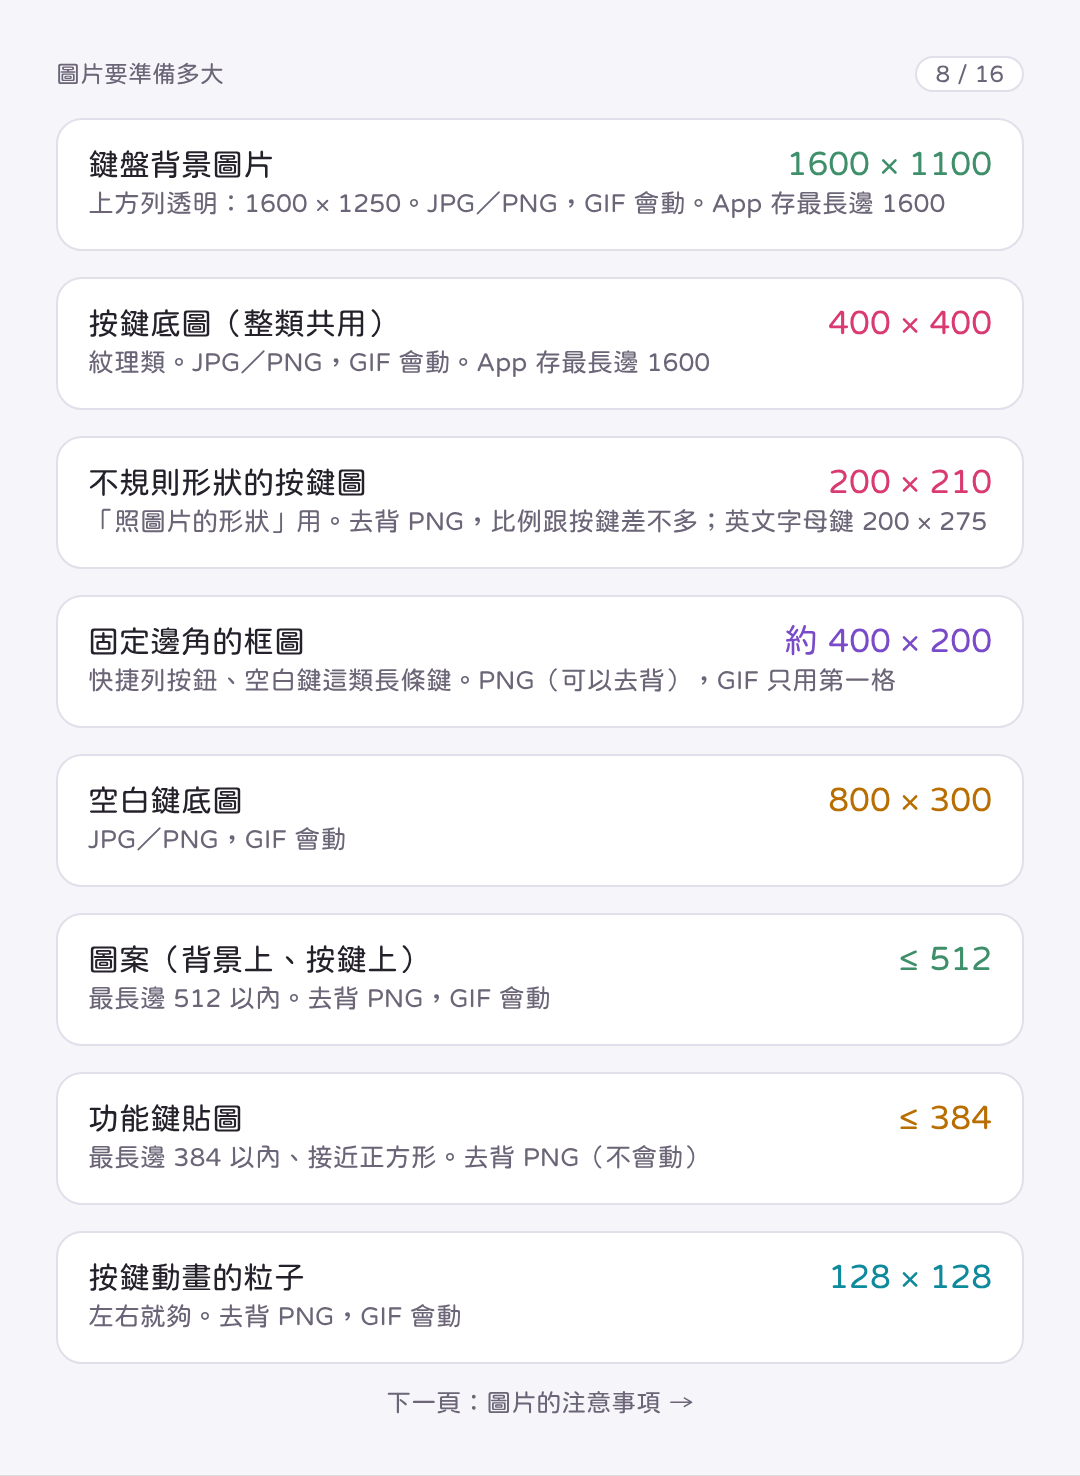 圖片要準備多大
8 / 16
鍵盤背景圖片
1600 × 1100
上方列透明：1600 × 1250。JPG／PNG，GIF 會動。App 存最長邊 1600
按鍵底圖（整類共用）
400 × 400
紋理類。JPG／PNG，GIF 會動。App 存最長邊 1600
不規則形狀的按鍵圖
200 × 210
「照圖片的形狀」用。去背 PNG，比例跟按鍵差不多；英文字母鍵 200 × 275
固定邊角的框圖
約 400 × 200
快捷列按鈕、空白鍵這類長條鍵。PNG（可以去背），GIF 只用第一格
空白鍵底圖
800 × 300
JPG／PNG，GIF 會動
圖案（背景上、按鍵上）
≤ 512
最長邊 512 以內。去背 PNG，GIF 會動
功能鍵貼圖
≤ 384
最長邊 384 以內、接近正方形。去背 PNG（不會動）
按鍵動畫的粒子
128 × 128
左右就夠。去背 PNG，GIF 會動
下一頁：圖片的注意事項 →